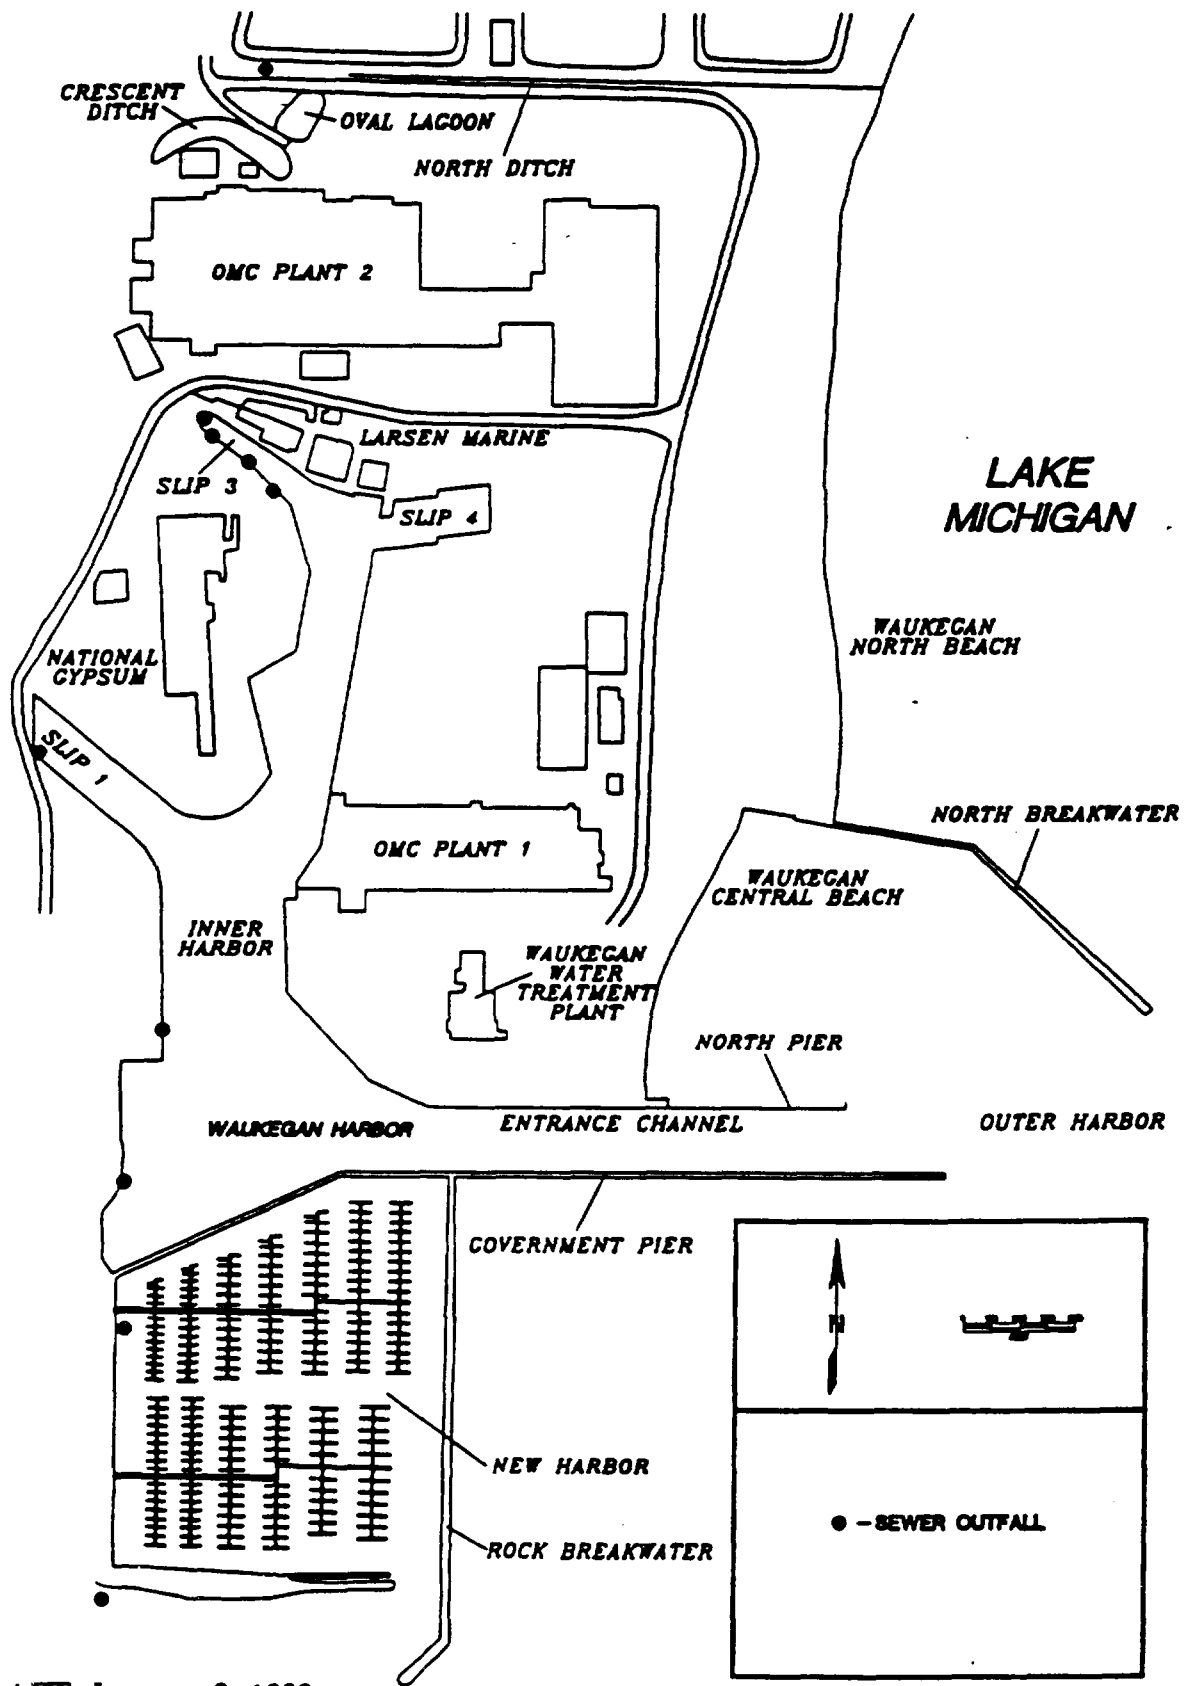 CRESCENT
DITCH
OVAL LAGOON
NORTH DITCH
OMC PLANT 2
LARSEN MARINE
SLIP 3
SLIP 4
LAKE
MICHIGAN
WAUKEGAN
NORTH BEACH
NATIONAL
GYPSUM
SLIP 1
NORTH BREAKWATER
OMC PLANT 1
WAUKEGAN
CENTRAL BEACH
INNER
HARBOR
WAUKEGAN
WATER
TREATMENT
PLANT
NORTH PIER
WAUKEGAN HARBOR
ENTRANCE CHANNEL
OUTER HARBOR
GOVERNMENT PIER
N
NEW HARBOR
- SEWER OUTFALL
ROCK BREAKWATER